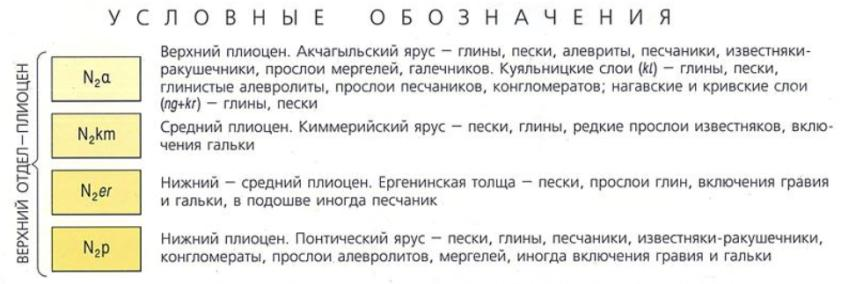 УСЛОВНЫЕ ОБОЗНАЧЕНИЯ
ВЕРХНИЙ ОТДЕЛ—ПЛИОЦЕН
N₂a
Верхний плиоцен. Акчагыльский ярус — глины, пески, алевриты, песчаники, известняки-
ракушечники, прослои мергелей, галечников. Куяльницкие слои (kl) — глины, пески,
глинистые алевролиты, прослои песчаников, конгломератов; нагавские и кривские слои
(ng+kr) — глины, пески
N₂km
Средний плиоцен. Киммерийский ярус — пески, глины, редкие прослои известняков, вклю-
чения гальки
N₂er
Нижний — средний плиоцен. Ергенинская толща — пески, прослои глин, включения гравия
и гальки, в подошве иногда песчаник
N₂p
Нижний плиоцен. Понтический ярус — пески, глины, песчаники, известняки-ракушечники,
конгломераты, прослои алевролитов, мергелей, иногда включения гравия и гальки